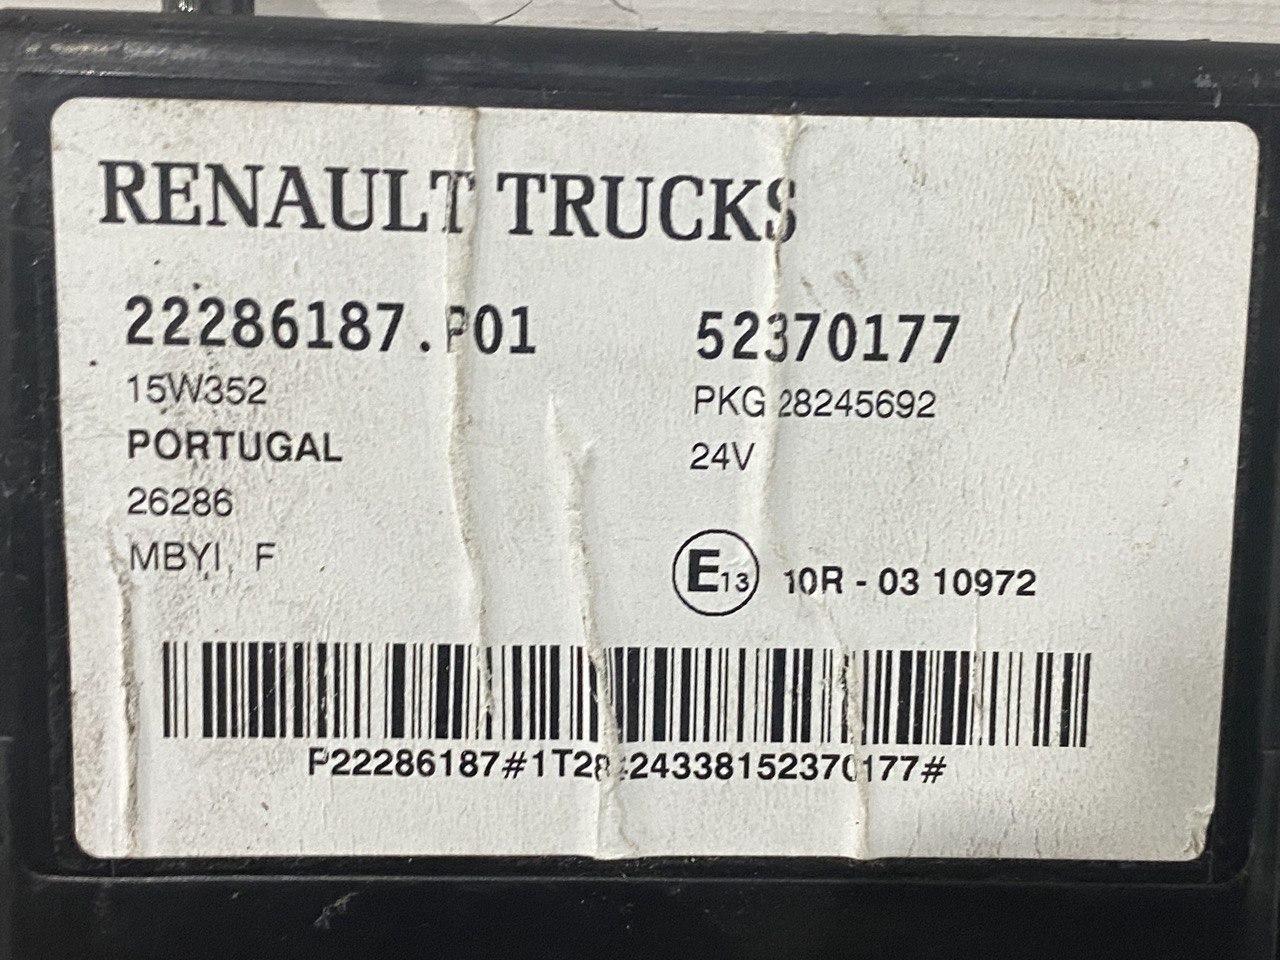 RENAULT TRUCKS
22286187.P01 52370177
15W352 PKG 28245692
PORTUGAL 24V
26286
MBYI, F
E13 10R - 03 10972